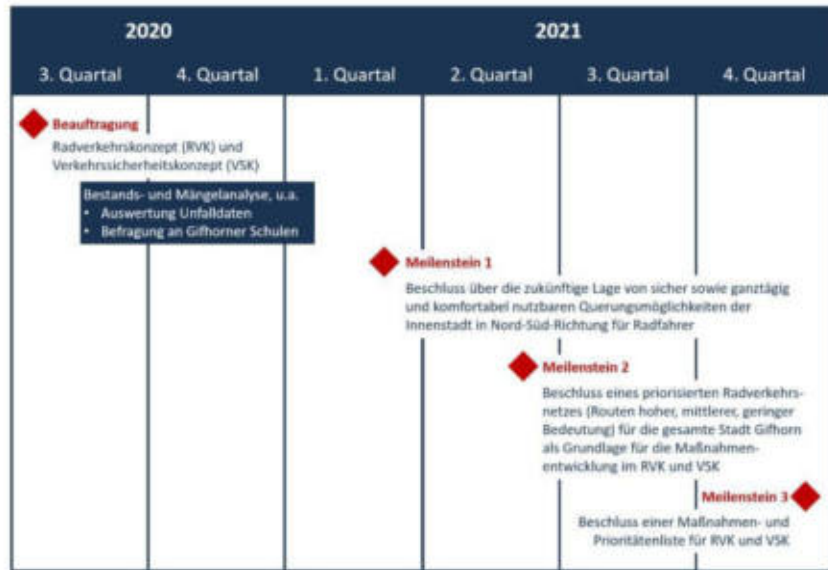 2020
2021
3. Quartal
4. Quartal
1. Quartal
2. Quartal
3. Quartal
4. Quartal
Beauftragung
Radverkehrskonzept (RVK) und
Verkehrssicherheitskonzept (VSK)
Bestands- und Mängelanalyse, u.a.
• Auswertung Unfalldaten
• Befragung an Gifhorner Schulen
Meilenstein 1
Beschluss über die zukünftige Lage von sicher sowie ganztägig
und komfortabel nutzbaren Querungsmöglichkeiten der
Innenstadt in Nord-Süd-Richtung für Radfahrer
Meilenstein 2
Beschluss eines priorisierten Radverkehrs-
netzes (Routen hoher, mittlerer, geringer
Bedeutung) für die gesamte Stadt Gifhorn
als Grundlage für die Maßnahmen-
entwicklung im RVK und VSK
Meilenstein 3
Beschluss einer Maßnahmen- und
Prioritätenliste für RVK und VSK